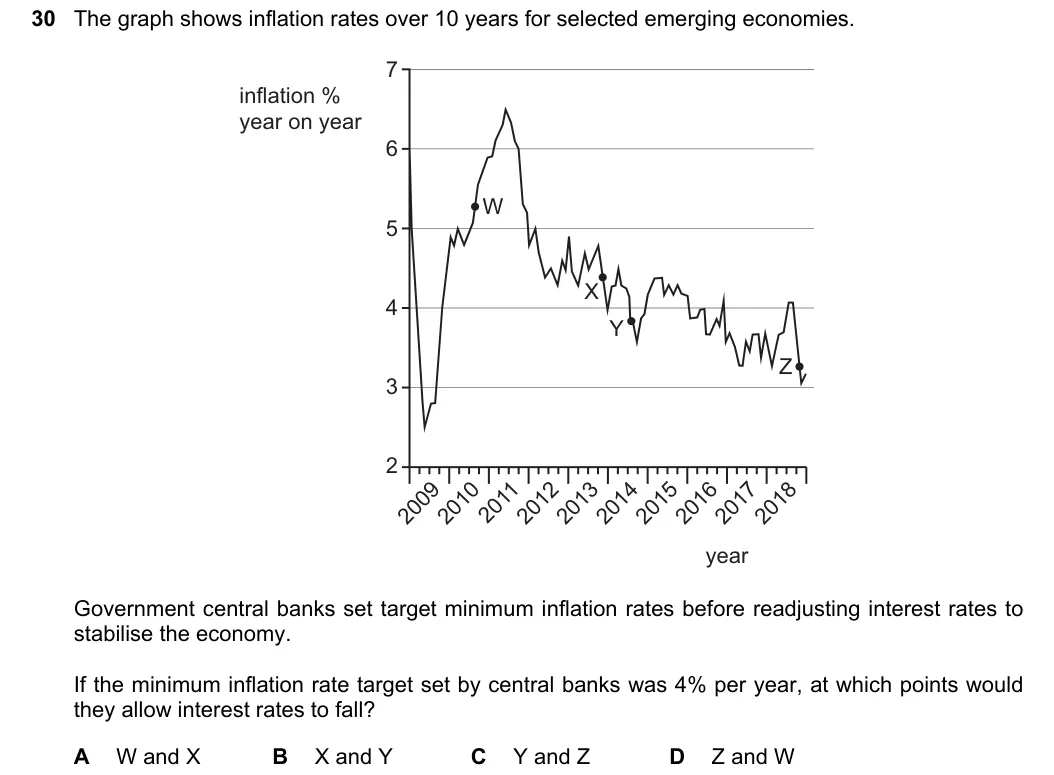 30 The graph shows inflation rates over 10 years for selected emerging economies.
inflation %
year on year
7
6
5
4
3
2
W
X
Y
Z
2009 2010 2011 2012 2013 2014 2015 2016 2017 2018
year
Government central banks set target minimum inflation rates before readjusting interest rates to
stabilise the economy.
If the minimum inflation rate target set by central banks was 4% per year, at which points would
they allow interest rates to fall?
A W and X B X and Y C Y and Z D Z and W